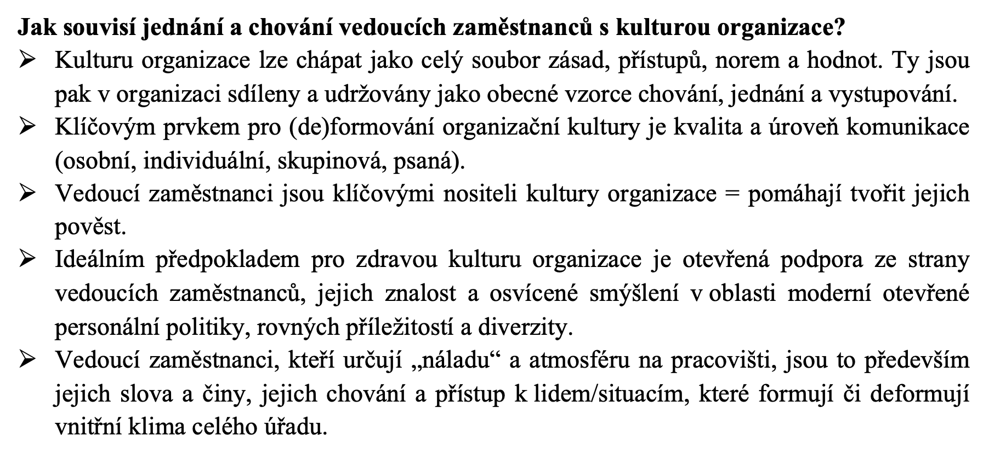 Jak souvisí jednání a chování vedoucích zaměstnanců s kulturou organizace?
➢ Kulturu organizace lze chápat jako celý soubor zásad, přístupů, norem a hodnot. Ty jsou
pak v organizaci sdíleny a udržovány jako obecné vzorce chování, jednání a vystupování.
➢ Klíčovým prvkem pro (de)formování organizační kultury je kvalita a úroveň komunikace
(osobní, individuální, skupinová, psaná).
➢ Vedoucí zaměstnanci jsou klíčovými nositeli kultury organizace = pomáhají tvořit jejich
pověst.
➢ Ideálním předpokladem pro zdravou kulturu organizace je otevřená podpora ze strany
vedoucích zaměstnanců, jejich znalost a osvícené smýšlení v oblasti moderní otevřené
personální politiky, rovných příležitostí a diverzity.
➢ Vedoucí zaměstnanci, kteří určují „náladu“ a atmosféru na pracovišti, jsou to především
jejich slova a činy, jejich chování a přístup k lidem/situacím, které formují či deformují
vnitřní klima celého úřadu.